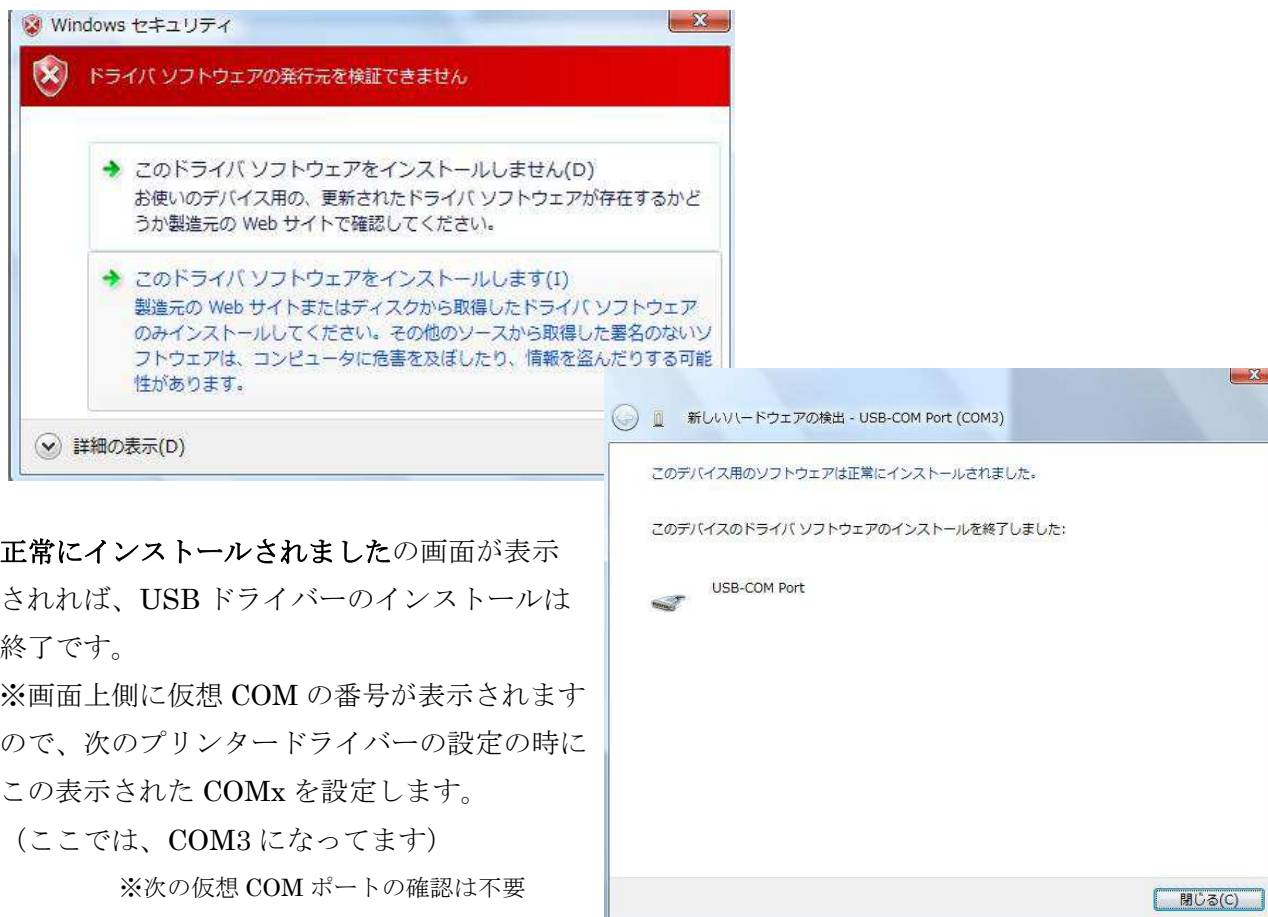 Windows セキュリティ
ドライバ ソフトウェアの発行元を検証できません
このドライバ ソフトウェアをインストールしません(D)
お使いのデバイス用の、更新されたドライバ ソフトウェアが存在するかど
うか製造元の Web サイトで確認してください。
このドライバ ソフトウェアをインストールします(I)
製造元の Web サイトまたはディスクから取得したドライバ ソフトウェア
のみインストールしてください。その他のソースから取得した署名のないソ
フトウェアは、コンピュータに危害を及ぼしたり、情報を盗んだりする可能
性があります。
詳細の表示(D)
新しいハードウェアの検出 - USB-COM Port (COM3)
このデバイス用のソフトウェアは正常にインストールされました。
このデバイスのドライバ ソフトウェアのインストールを終了しました:
USB-COM Port
閉じる(C)
正常にインストールされましたの画面が表示
されれば、USB ドライバーのインストールは
終了です。
※画面上側に仮想 COM の番号が表示されます
ので、次のプリンタードライバーの設定の時に
この表示された COMx を設定します。
（ここでは、COM3 になってます）
※次の仮想 COM ポートの確認は不要